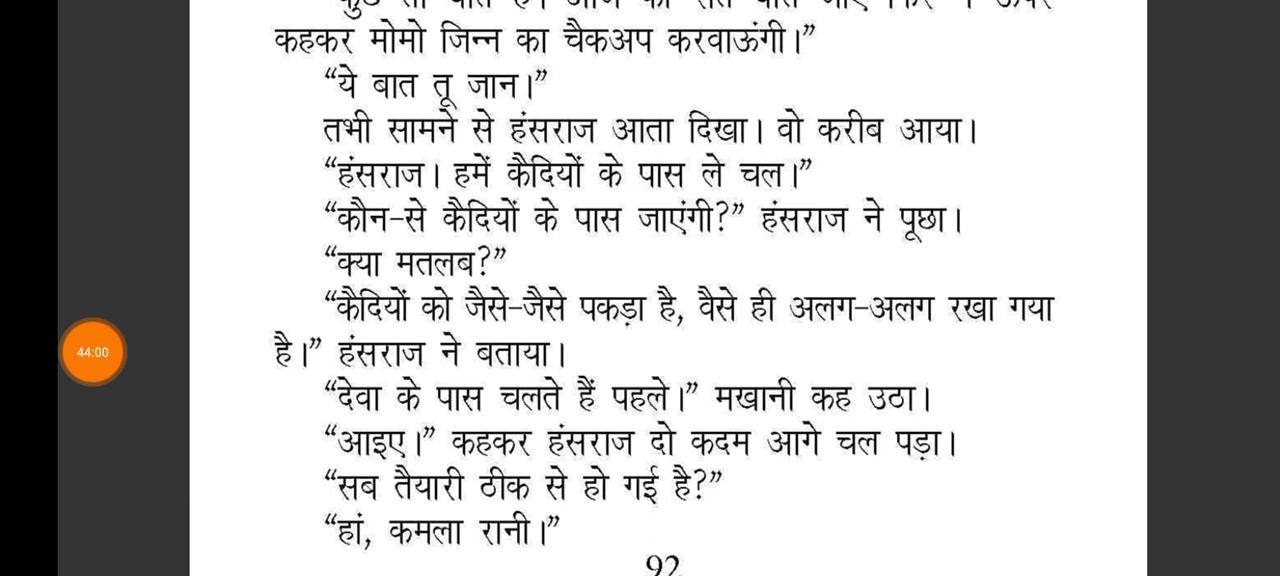 कहकर मोमो जिन्न का चैकअप करवाऊंगी।”
“ये बात तू जान।”
तभी सामने से हंसराज आता दिखा। वो करीब आया।
“हंसराज। हमें कैदियों के पास ले चल।”
“कौन-से कैदियों के पास जाएंगी?” हंसराज ने पूछा।
“क्या मतलब?”
“कैदियों को जैसे-जैसे पकड़ा है, वैसे ही अलग-अलग रखा गया
है।” हंसराज ने बताया।
44:00
“देवा के पास चलते हैं पहले।” मखानी कह उठा।
“आइए।” कहकर हंसराज दो कदम आगे चल पड़ा।
“सब तैयारी ठीक से हो गई है?”
“हां, कमला रानी।”
92